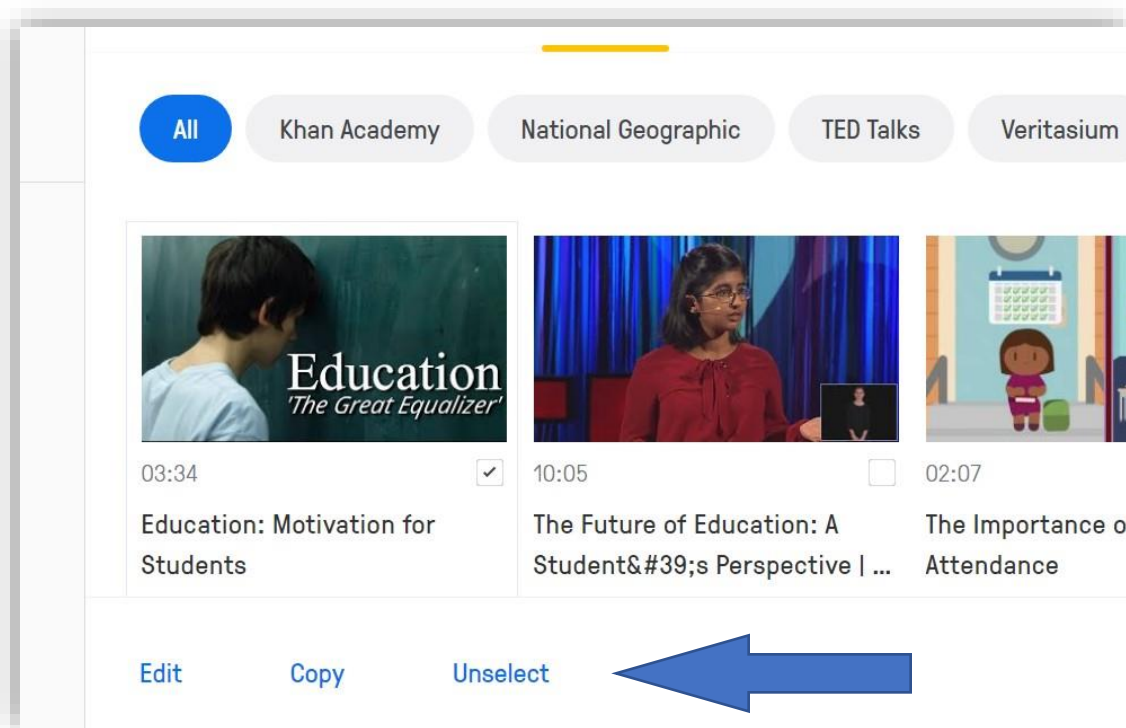 All Khan Academy National Geographic TED Talks Veritasium
Education
'The Great Equalizer'
03:34 10:05 02:07
Education: Motivation for The Future of Education: A The Importance o
Students Student&#39;s Perspective | ... Attendance
Edit Copy Unselect